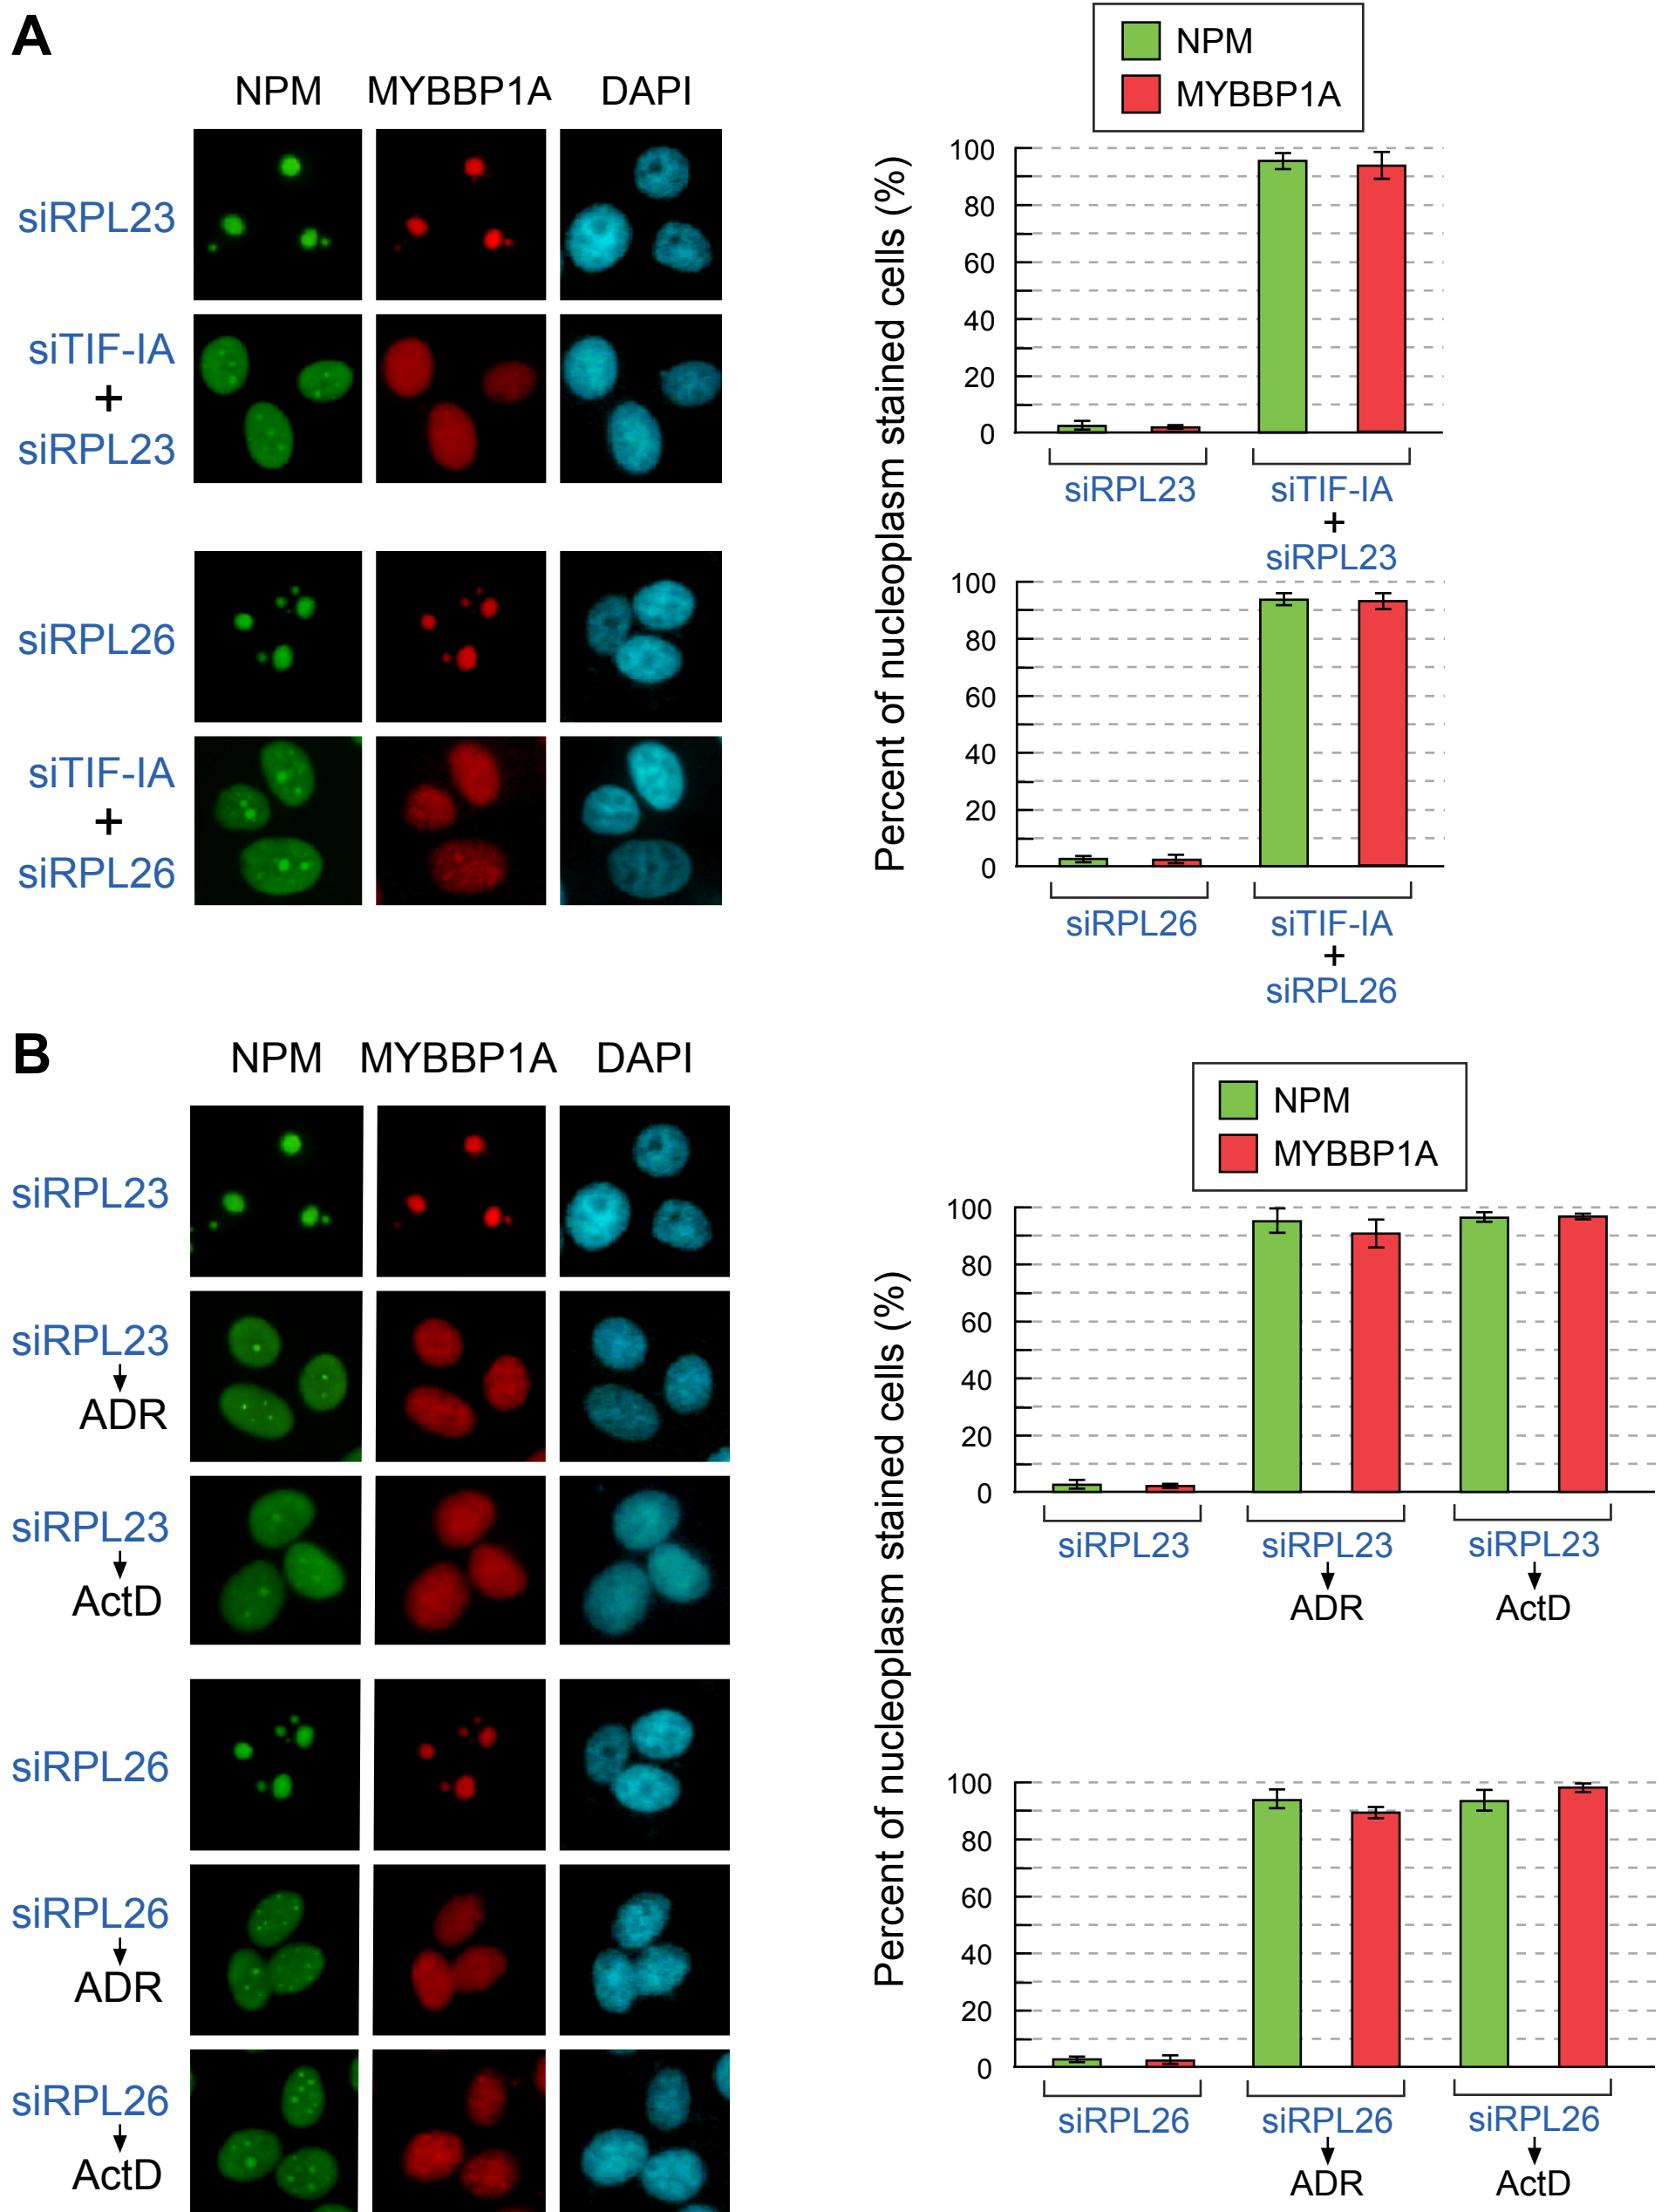 A
NPM MYBBP1A DAPI
siRPL23
siTIF-IA
+
siRPL23
siRPL26
siTIF-IA
+
siRPL26
NPM
MYBBP1A
Percent of nucleoplasm stained cells (%)
100
80
60
40
20
0
siRPL23 siTIF-IA
+
siRPL23
100
80
60
40
20
0
siRPL26 siTIF-IA
+
siRPL26
B
NPM MYBBP1A DAPI
siRPL23
siRPL23
↓
ADR
siRPL23
↓
ActD
siRPL26
siRPL26
↓
ADR
siRPL26
↓
ActD
NPM
MYBBP1A
Percent of nucleoplasm stained cells (%)
100
80
60
40
20
0
siRPL23 siRPL23 siRPL23
↓ ↓
ADR ActD
100
80
60
40
20
0
siRPL26 siRPL26 siRPL26
↓ ↓
ADR ActD